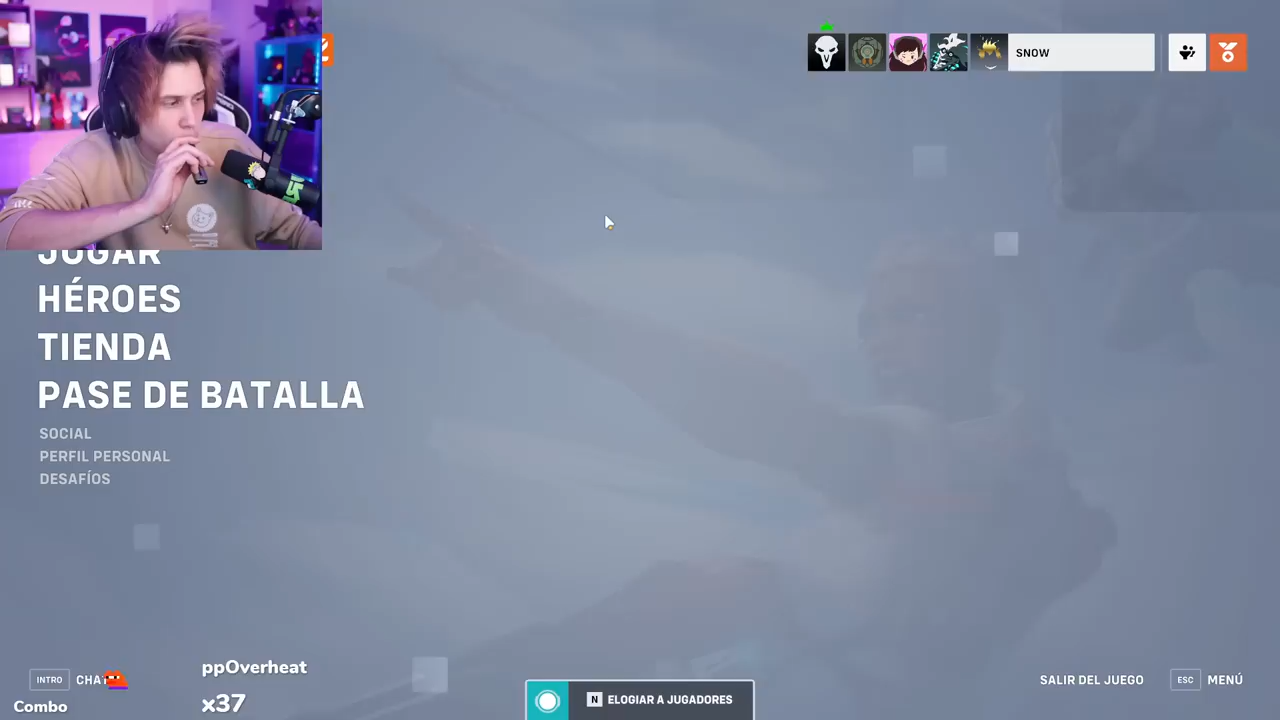 SNOW
JUGAR
HÉROES
TIENDA
PASE DE BATALLA
SOCIAL
PERFIL PERSONAL
DESAFÍOS
INTRO CHA
Combo
ppOverheat
x37
N ELOGIAR A JUGADORES
SALIR DEL JUEGO
ESC MENÚ